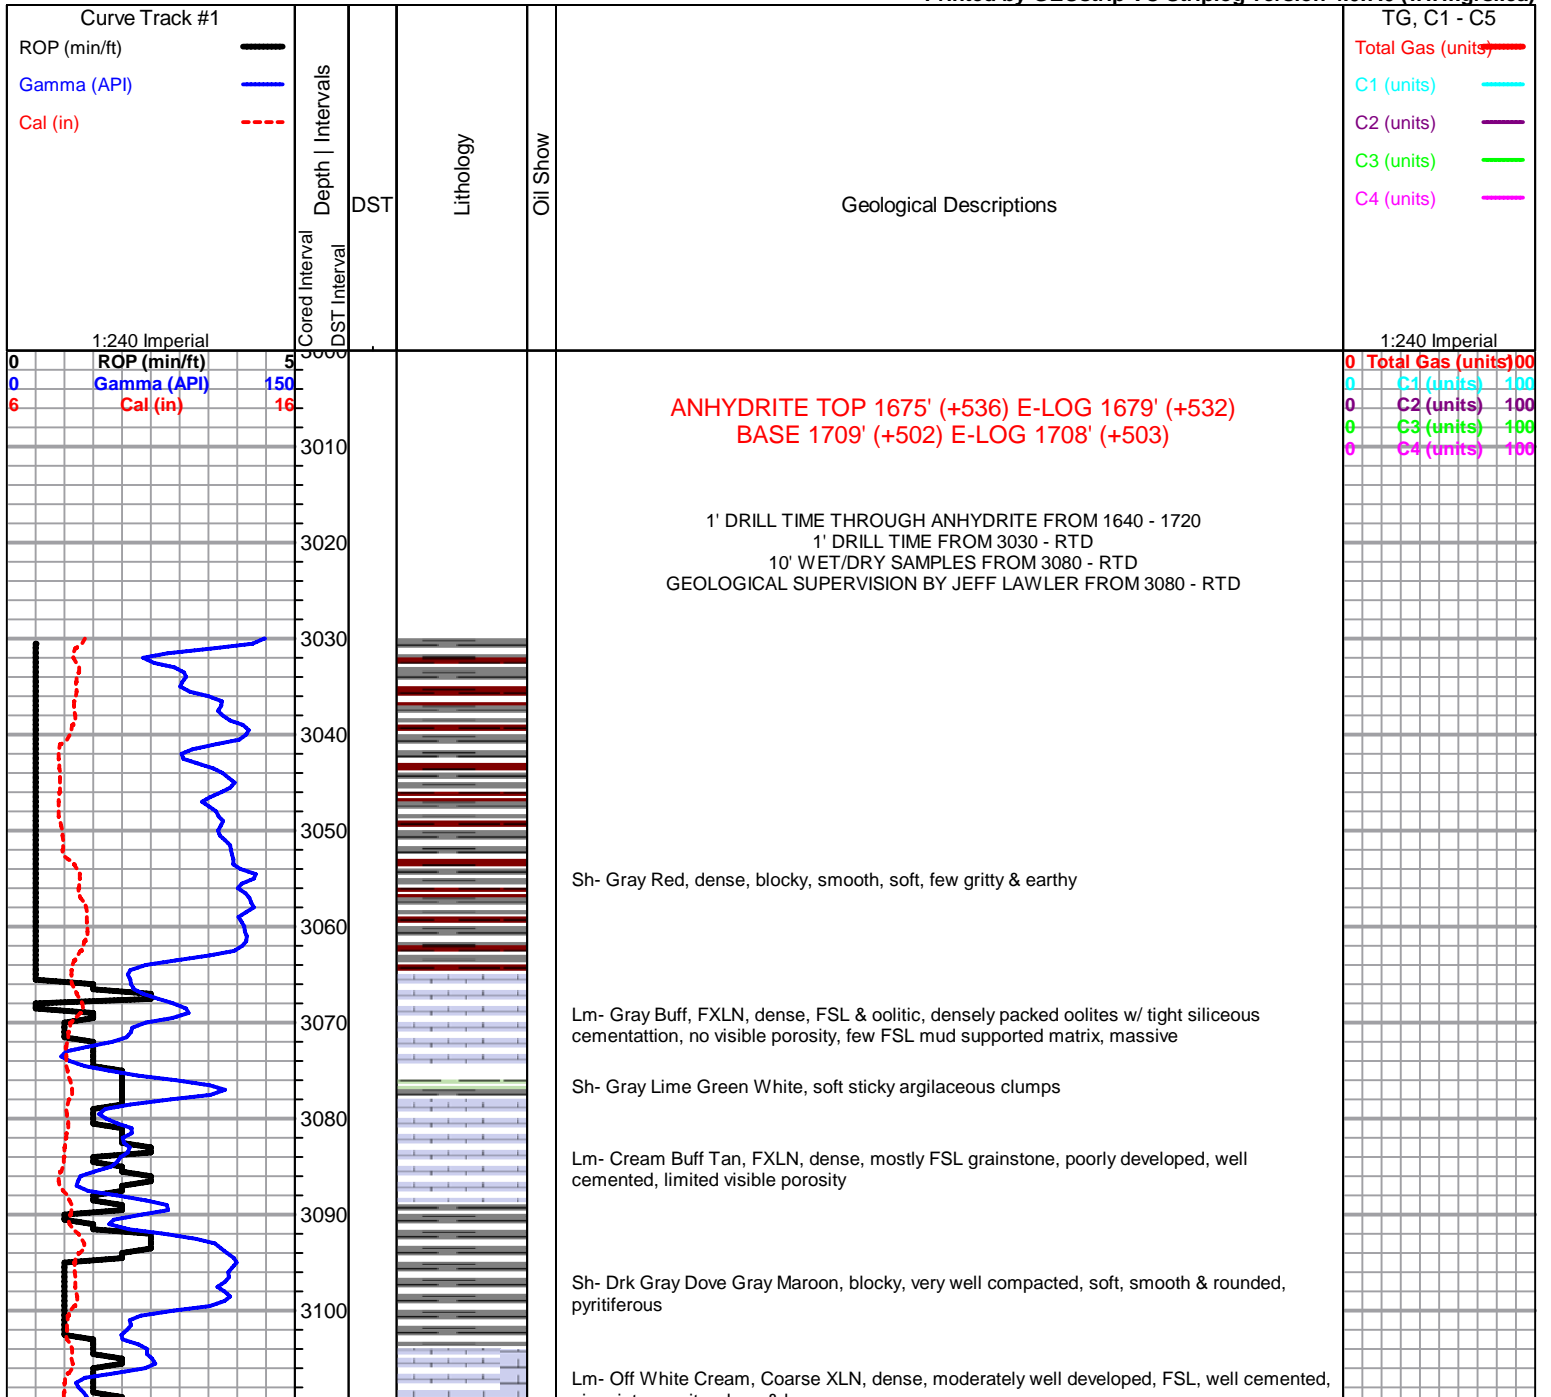 Curve Track #1
ROP (min/ft)
Gamma (API)
Cal (in)
1:240 Imperial
Depth | Intervals
Cored Interval
DST Interval
DST
Lithology
Oil Show
Geological Descriptions
TG, C1 - C5
Total Gas (units)
C1 (units)
C2 (units)
C3 (units)
C4 (units)
1:240 Imperial
0 ROP (min/ft) 5
0 Gamma (API) 150
6 Cal (in) 16
0 Total Gas (units) 100
0 C1 (units) 100
0 C2 (units) 100
0 C3 (units) 100
0 C4 (units) 100
3000
ANHYDRITE TOP 1675' (+536) E-LOG 1679' (+532)
BASE 1709' (+502) E-LOG 1708' (+503)
3010
1' DRILL TIME THROUGH ANHYDRITE FROM 1640 - 1720
1' DRILL TIME FROM 3030 - RTD
10' WET/DRY SAMPLES FROM 3080 - RTD
GEOLOGICAL SUPERVISION BY JEFF LAWLER FROM 3080 - RTD
3020
3030
3040
3050
Sh- Gray Red, dense, blocky, smooth, soft, few gritty & earthy
3060
Lm- Gray Buff, FXLN, dense, FSL & oolitic, densely packed oolites w/ tight siliceous
cementattion, no visible porosity, few FSL mud supported matrix, massive
3070
Sh- Gray Lime Green White, soft sticky argilaceous clumps
3080
Lm- Cream Buff Tan, FXLN, dense, mostly FSL grainstone, poorly developed, well
cemented, limited visible porosity
3090
Sh- Drk Gray Dove Gray Maroon, blocky, very well compacted, soft, smooth & rounded,
pyritiferous
3100
Lm- Off White Cream, Coarse XLN, dense, moderately well developed, FSL, well cemented,